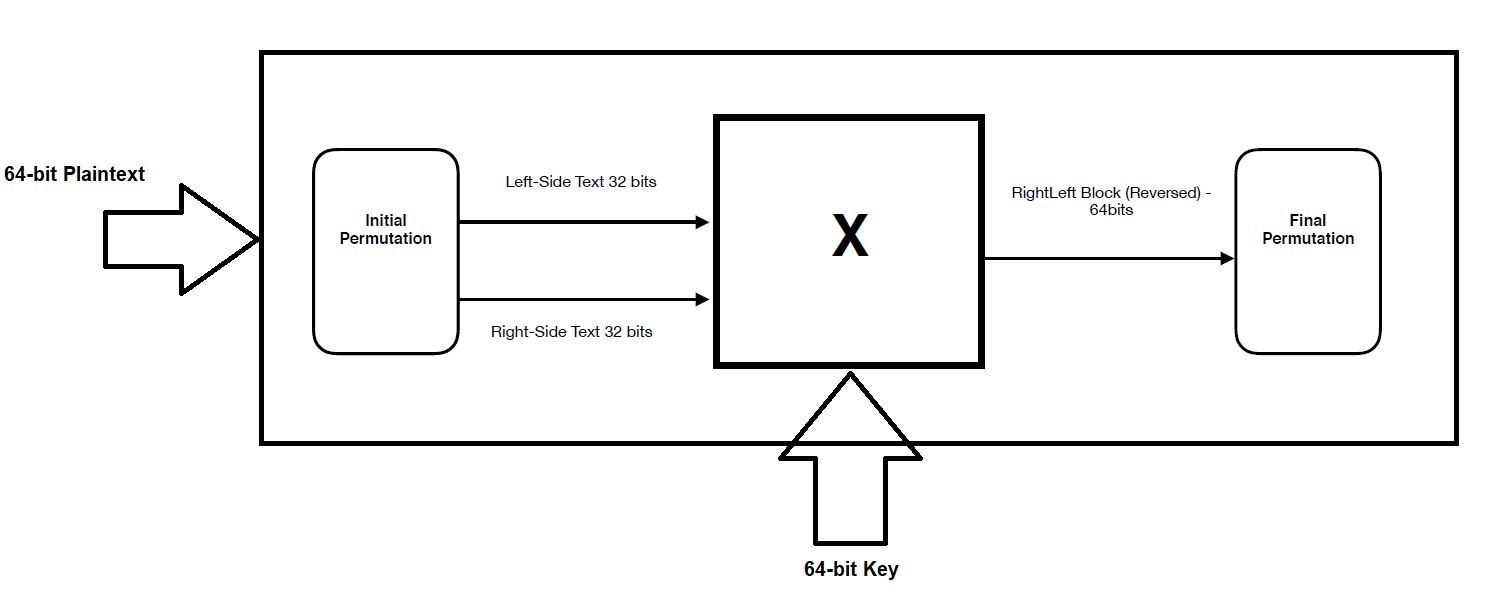 64-bit Plaintext
Initial
Permutation
Left-Side Text 32 bits
Right-Side Text 32 bits
X
RightLeft Block (Reversed) -
64bits
Final
Permutation
64-bit Key